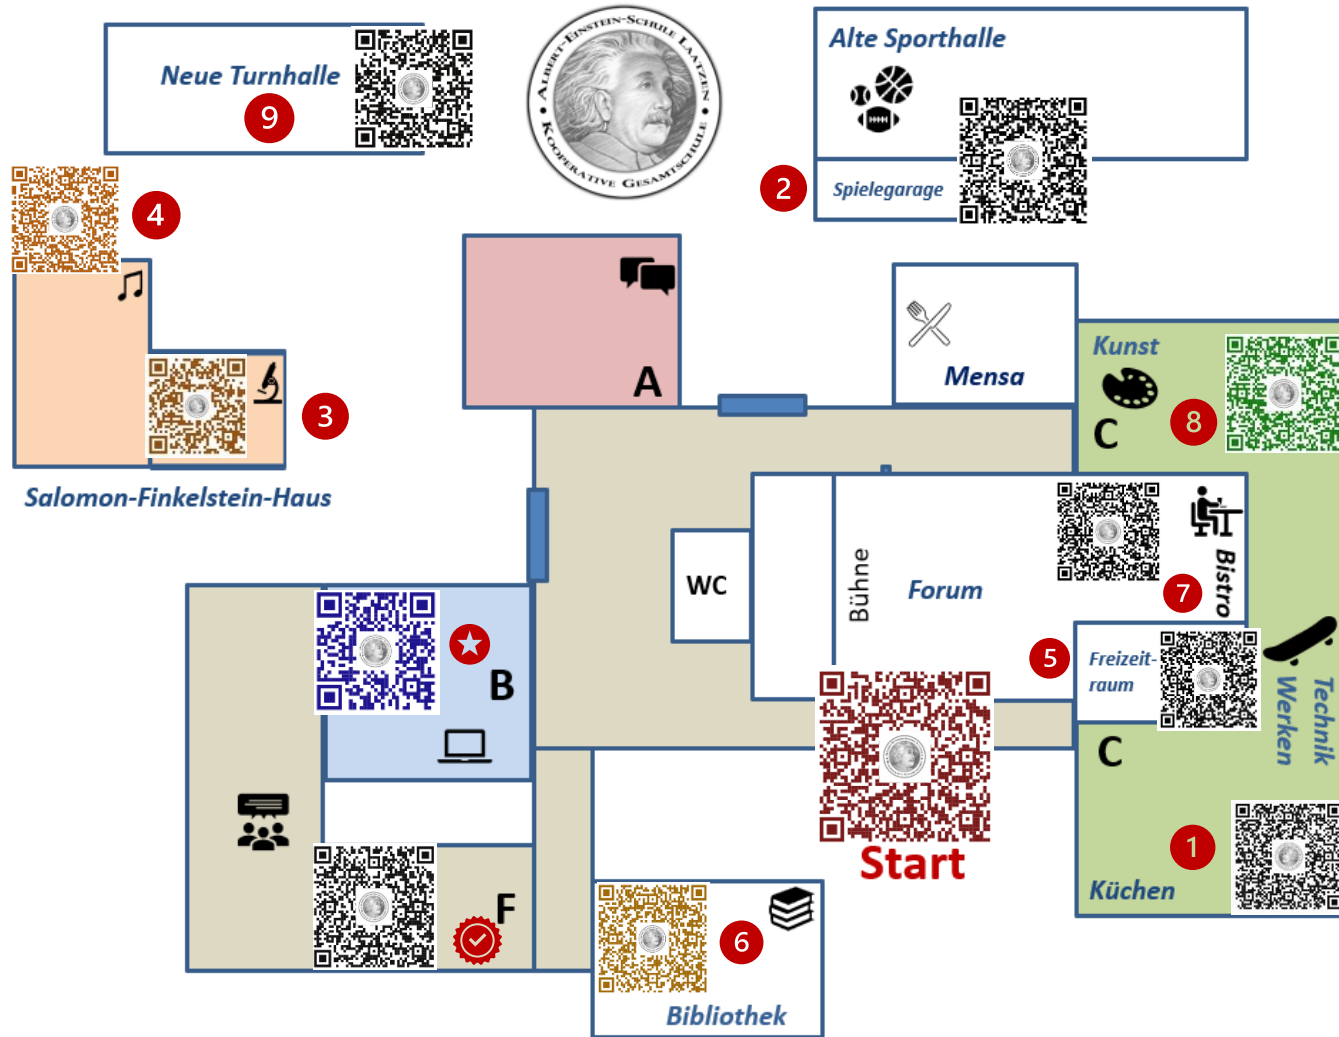 Neue Turnhalle
9
ALBERT-EINSTEIN-SCHULE LAATZEN
KOOPERATIVE GESAMTSCHULE
Alte Sporthalle
2
Spielegarage
4
3
Salomon-Finkelstein-Haus
A
Mensa
Kunst
C
8
WC
Bühne
Forum
Bistro
7
5
Freizeit-
raum
Technik
Werken
B
C
Start
1
Küchen
F
6
Bibliothek